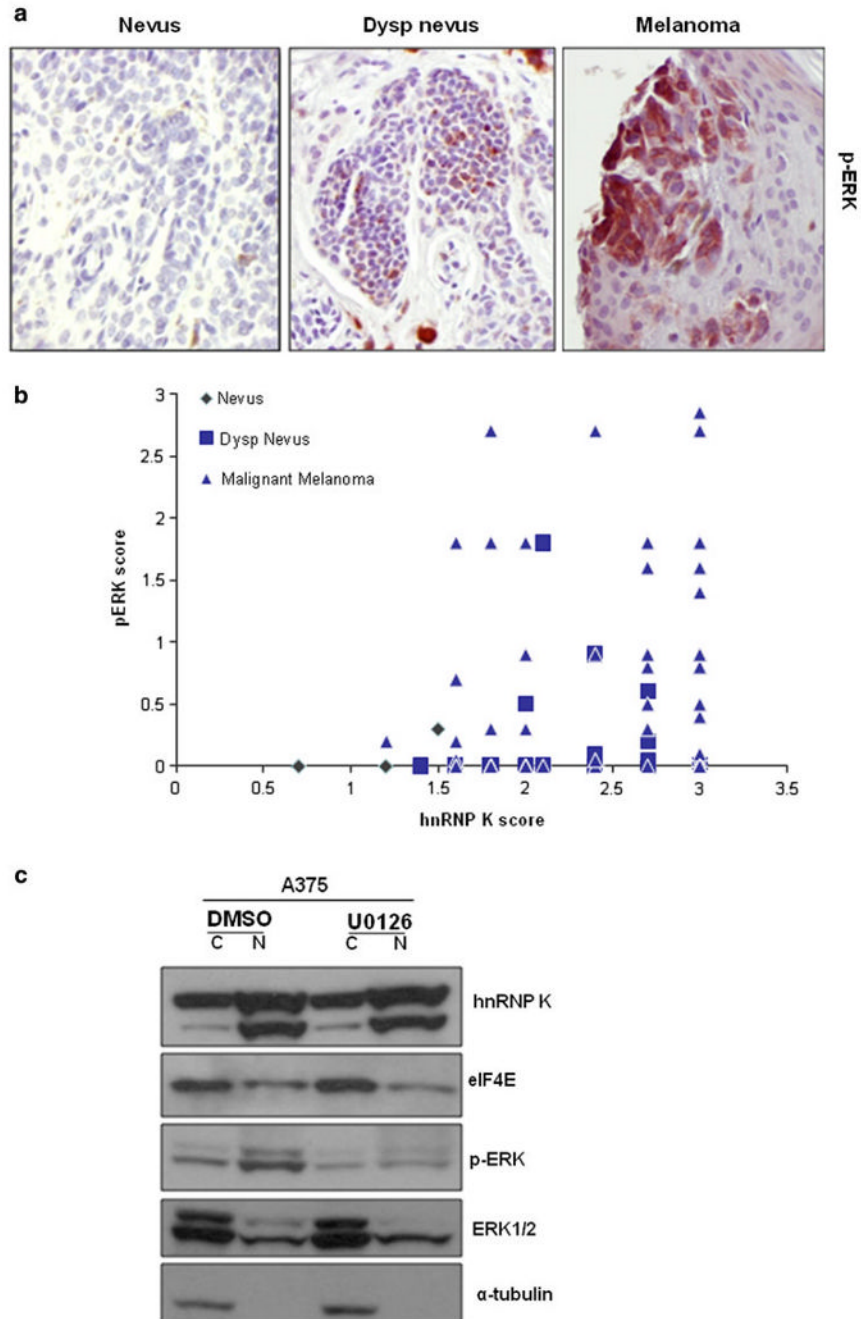 a
Nevus Dysp nevus Melanoma
p-ERK
b
3
2.5
2
1.5
1
0.5
0
pERK score
Nevus
Dysp Nevus
Malignant Melanoma
0 0.5 1 1.5 2 2.5 3 3.5
hnRNP K score
c
A375
DMSO U0126
C N C N
hnRNP K
eIF4E
p-ERK
ERK1/2
α-tubulin